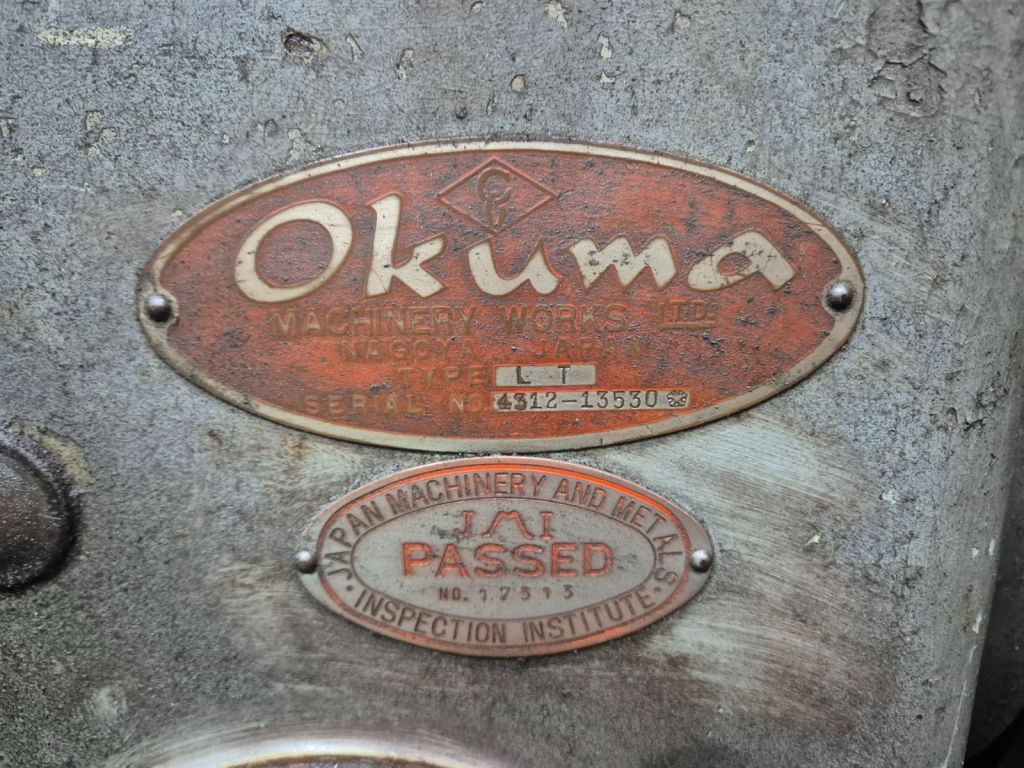 Okuma
MACHINERY WORKS LTD.
NAGOYA JAPAN
TYPE L T
SERIAL NO. 4312-13530
JAPAN MACHINERY AND METALS
JMI
PASSED
NO. 17513
INSPECTION INSTITUTE